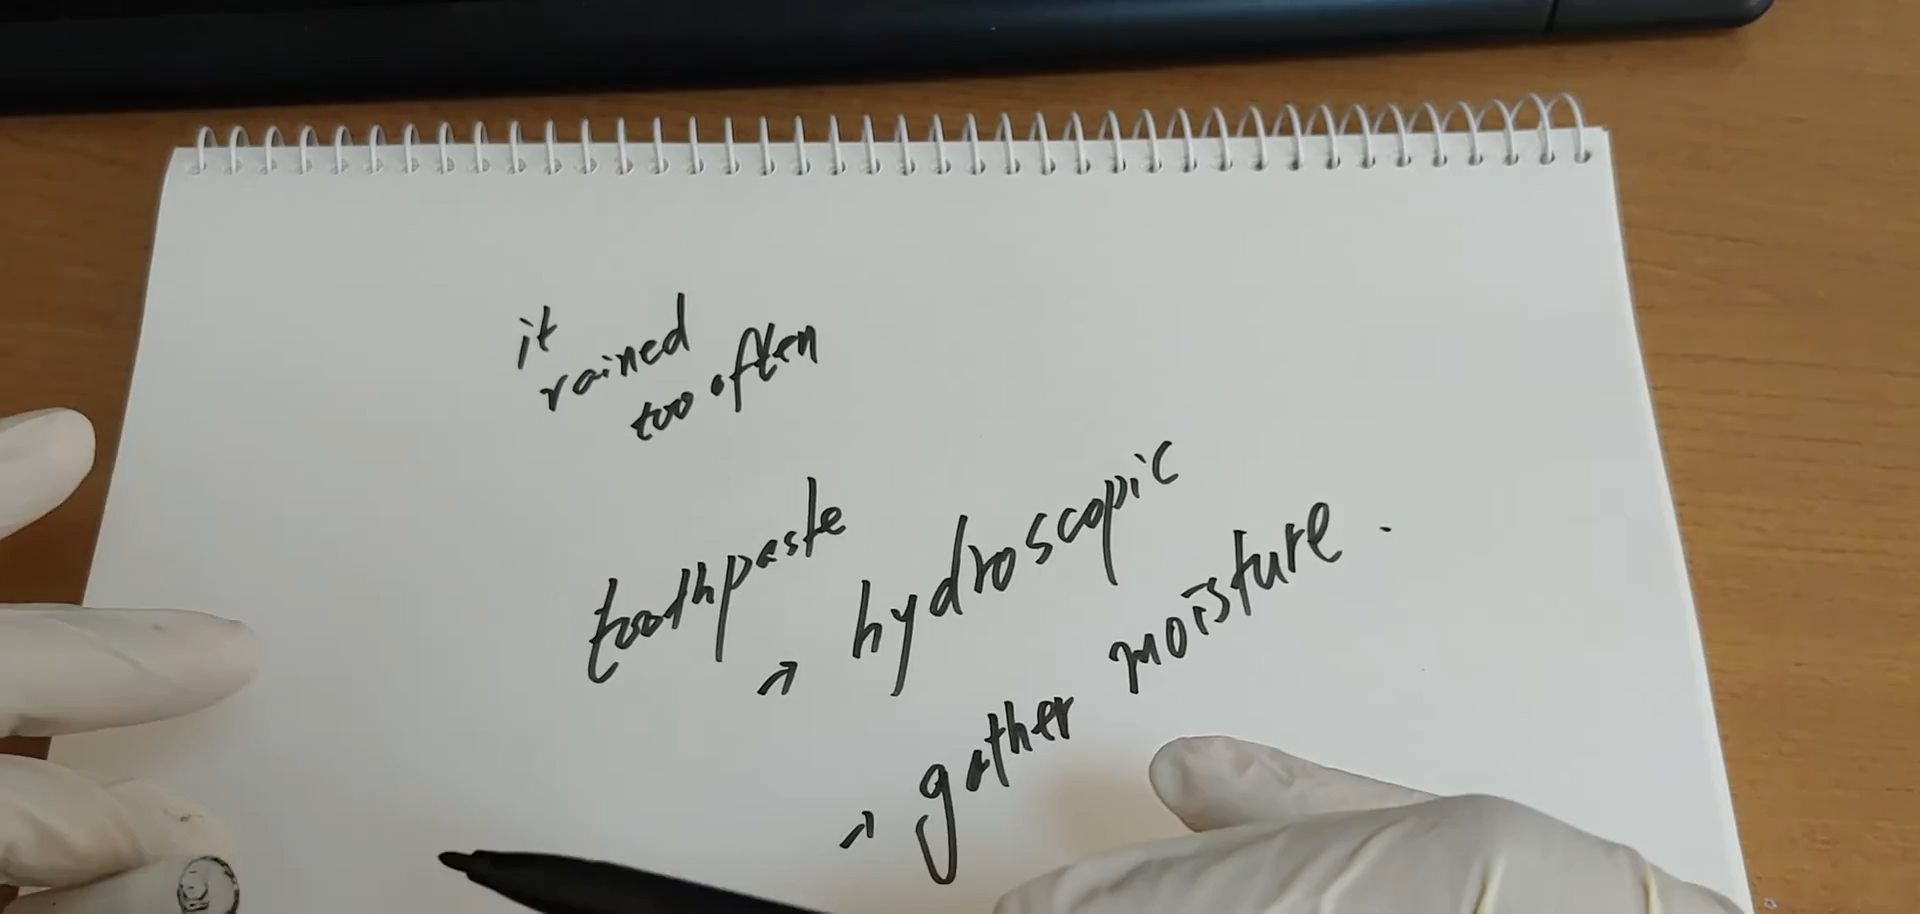 it
rained
too often
toothpaste
→ hydroscopic
→ gather moisture.